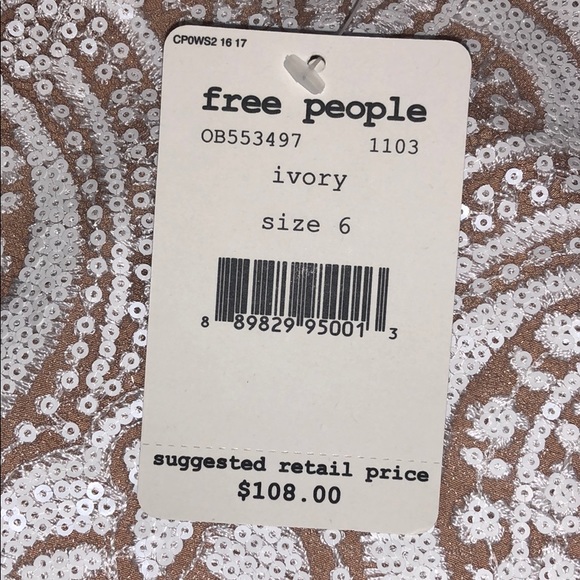 CP0WS2 16 17
free people
OB553497 1103
ivory
size 6
8 89829 95001 3
suggested retail price
$108.00